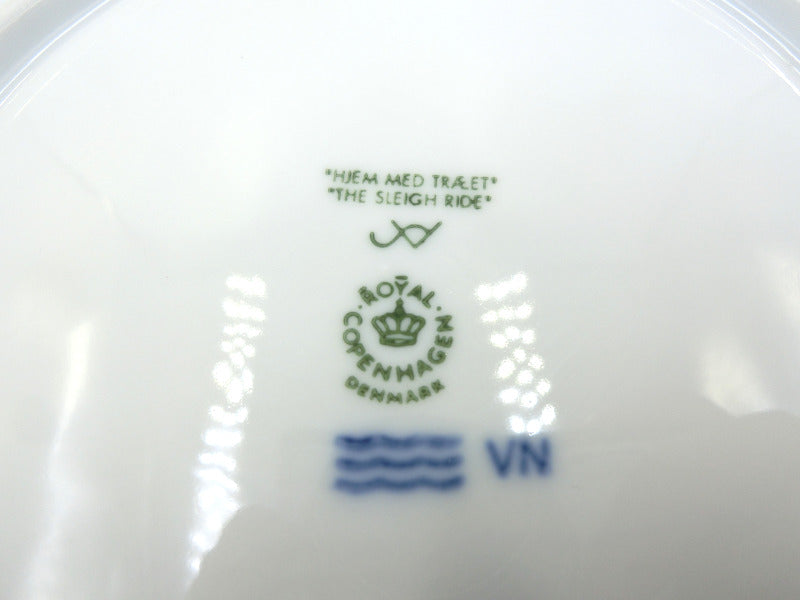 "HJEM MED TRÆET"
"THE SLEIGH RIDE"
ROYAL
COPENHAGEN
DENMARK
VN